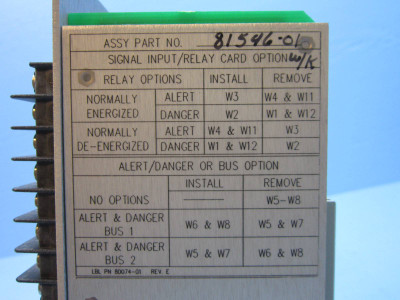 ASSY PART NO. 81546-01
SIGNAL INPUT/RELAY CARD OPTION w/K
RELAY OPTIONS INSTALL REMOVE
NORMALLY ENERGIZED ALERT W3 W4 & W11
DANGER W2 W1 & W12
NORMALLY DE-ENERGIZED ALERT W4 & W11 W3
DANGER W1 & W12 W2
ALERT/DANGER OR BUS OPTION
INSTALL REMOVE
NO OPTIONS ——— W5-W8
ALERT & DANGER BUS 1 W6 & W8 W5 & W7
ALERT & DANGER BUS 2 W5 & W7 W6 & W8
LBL PN 80074-01 REV. E